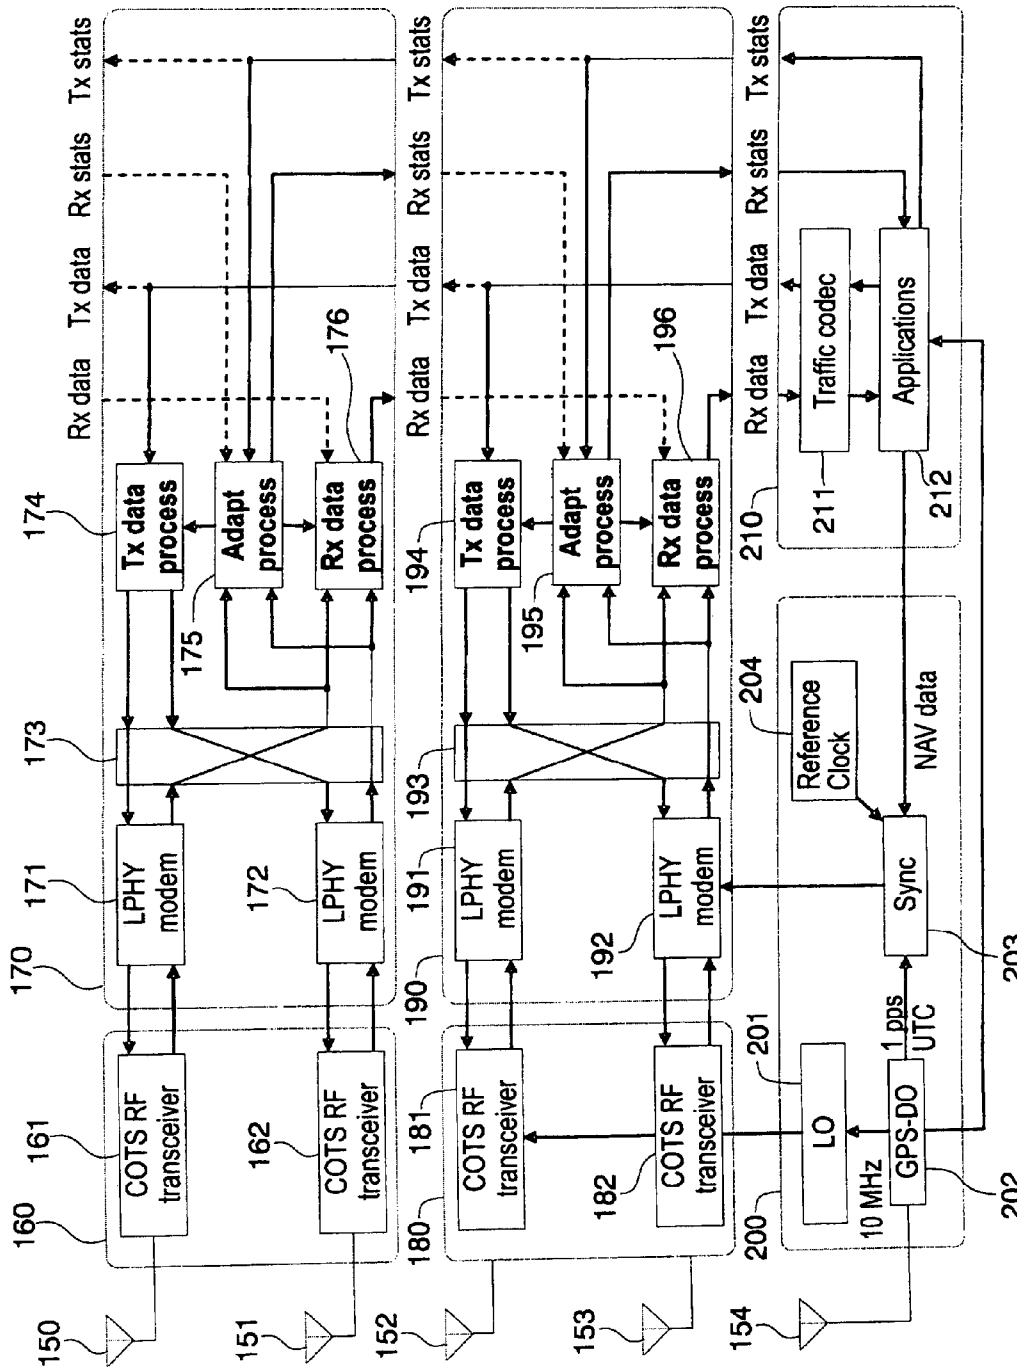 150
160
161
COTS RF
transceiver
170
171
LPHY
modem
173
174
Tx data
process
175
Adapt
process
Rx data
process
176
Rx data
Tx data
Rx stats
Tx stats
151
162
COTS RF
transceiver
172
LPHY
modem
152
180
181
COTS RF
transceiver
190
191
LPHY
modem
193
194
Tx data
process
195
Adapt
process
Rx data
process
196
Rx data
Tx data
Rx stats
Tx stats
153
182
COTS RF
transceiver
192
LPHY
modem
154
200
201
LO
10 MHz
GPS-DO
202
1 pps
UTC
Sync
203
204
Reference
Clock
NAV data
210
211
Traffic codec
Applications
212
Rx data
Tx data
Rx stats
Tx stats